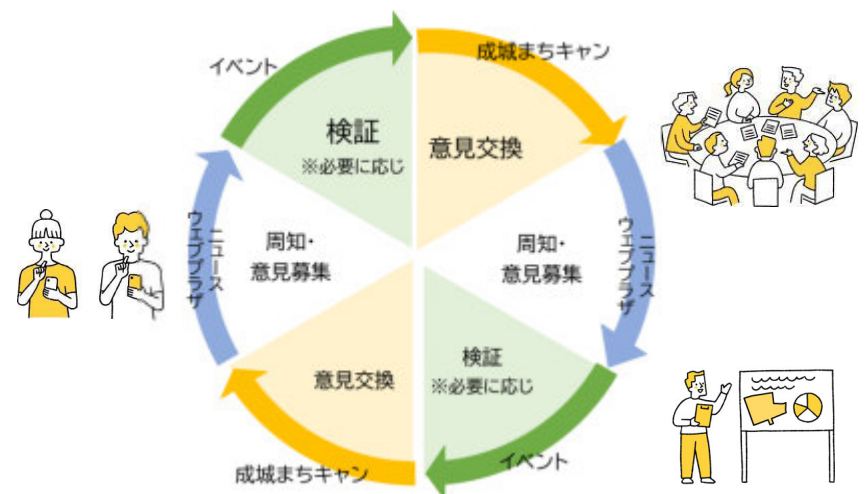 イベント
成城まちキャン
検証
※必要に応じ
意見交換
ニュース
ウェブプラザ
周知・
意見募集
周知・
意見募集
ニュース
ウェブプラザ
意見交換
検証
※必要に応じ
成城まちキャン
イベント